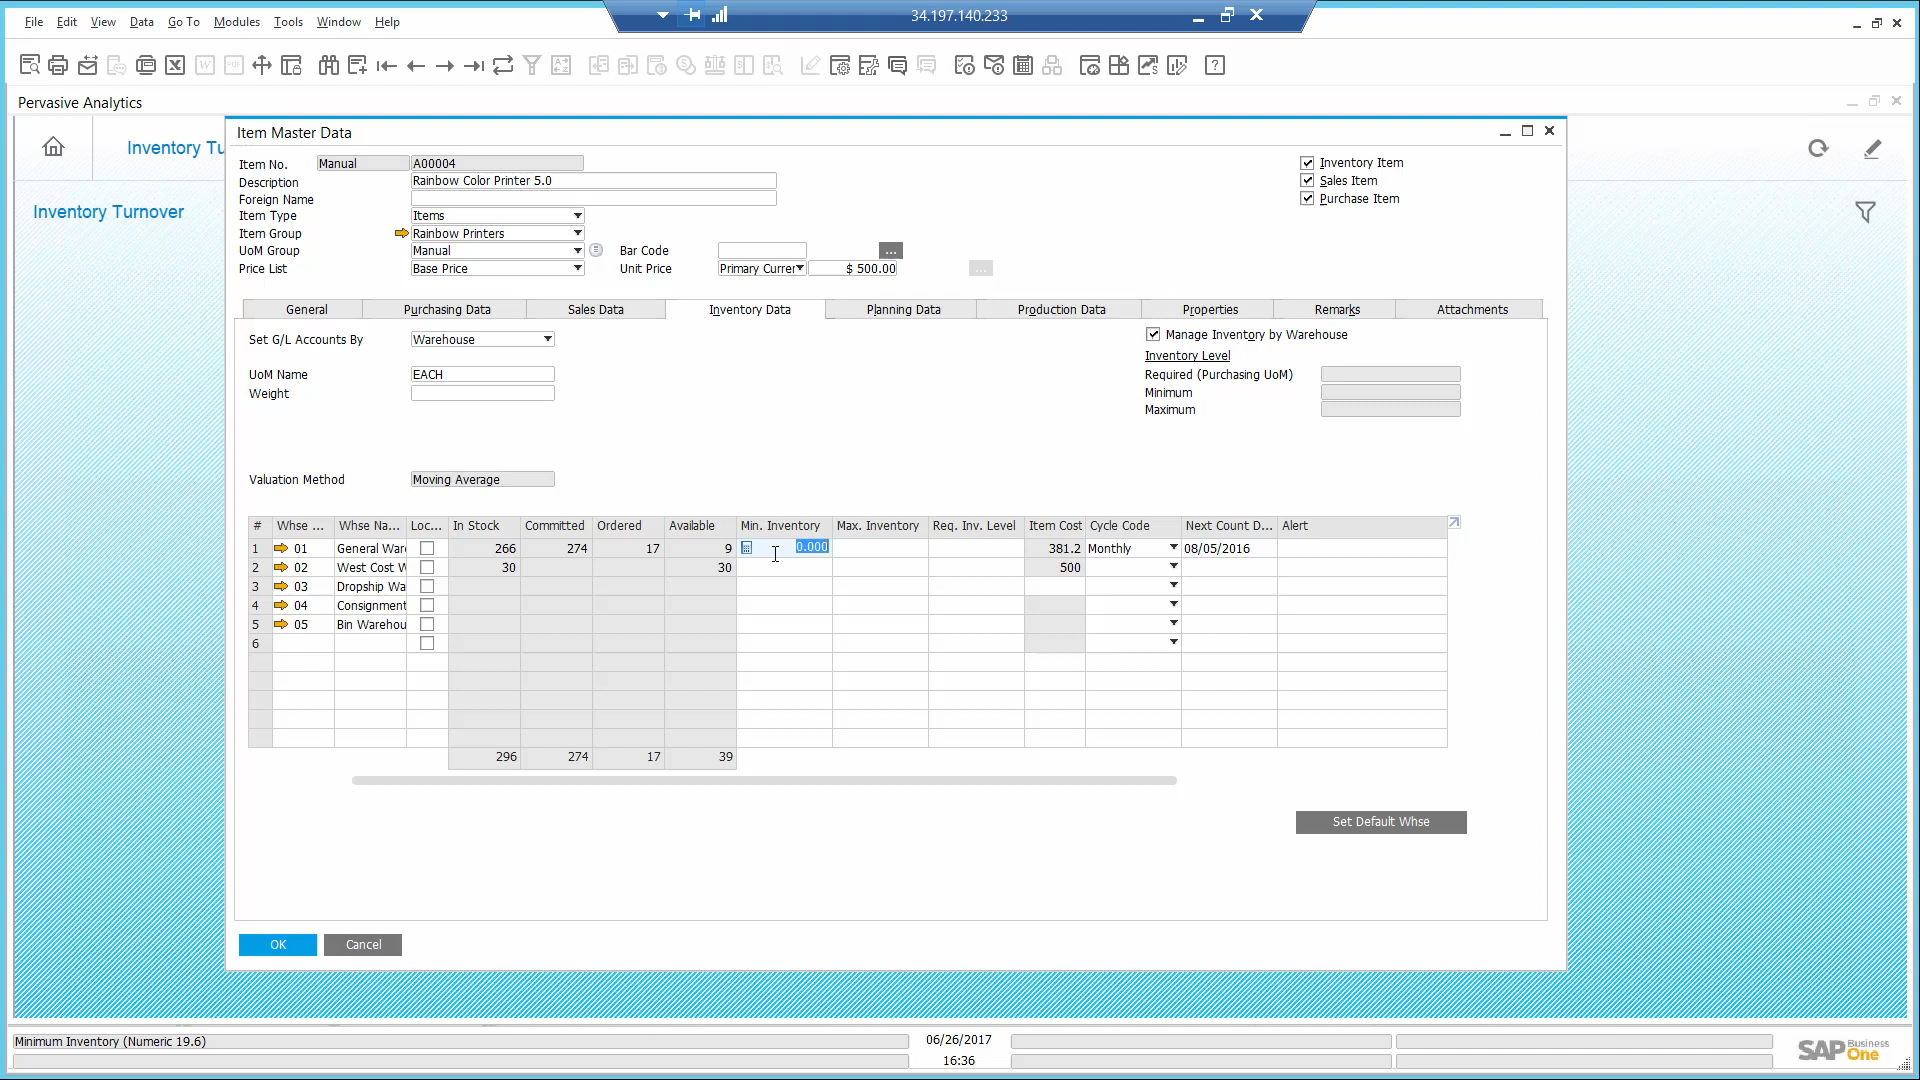 34.197.140.233
File Edit View Data Go To Modules Tools Window Help
Pervasive Analytics
Inventory Tu
Inventory Turnover
Item Master Data
Item No. Manual A00004
Description Rainbow Color Printer 5.0
Foreign Name
Item Type Items
Item Group Rainbow Printers
UoM Group Manual Bar Code ...
Price List Base Price Unit Price Primary Currer $ 500.00 ...
Inventory Item
Sales Item
Purchase Item
General Purchasing Data Sales Data Inventory Data Planning Data Production Data Properties Remarks Attachments
Set G/L Accounts By Warehouse
UoM Name EACH
Weight
Manage Inventory by Warehouse
Inventory Level
Required (Purchasing UoM)
Minimum
Maximum
Valuation Method Moving Average
# Whse ... Whse Na... Loc... In Stock Committed Ordered Available Min. Inventory Max. Inventory Req. Inv. Level Item Cost Cycle Code Next Count D... Alert
1 01 General War 266 274 17 9 0.000 381.2 Monthly 08/05/2016
2 02 West Cost W 30 30 500
3 03 Dropship Wa
4 04 Consignment
5 05 Bin Warehou
6
296 274 17 39
Set Default Whse
OK Cancel
Minimum Inventory (Numeric 19.6)
06/26/2017
16:36
SAP Business One